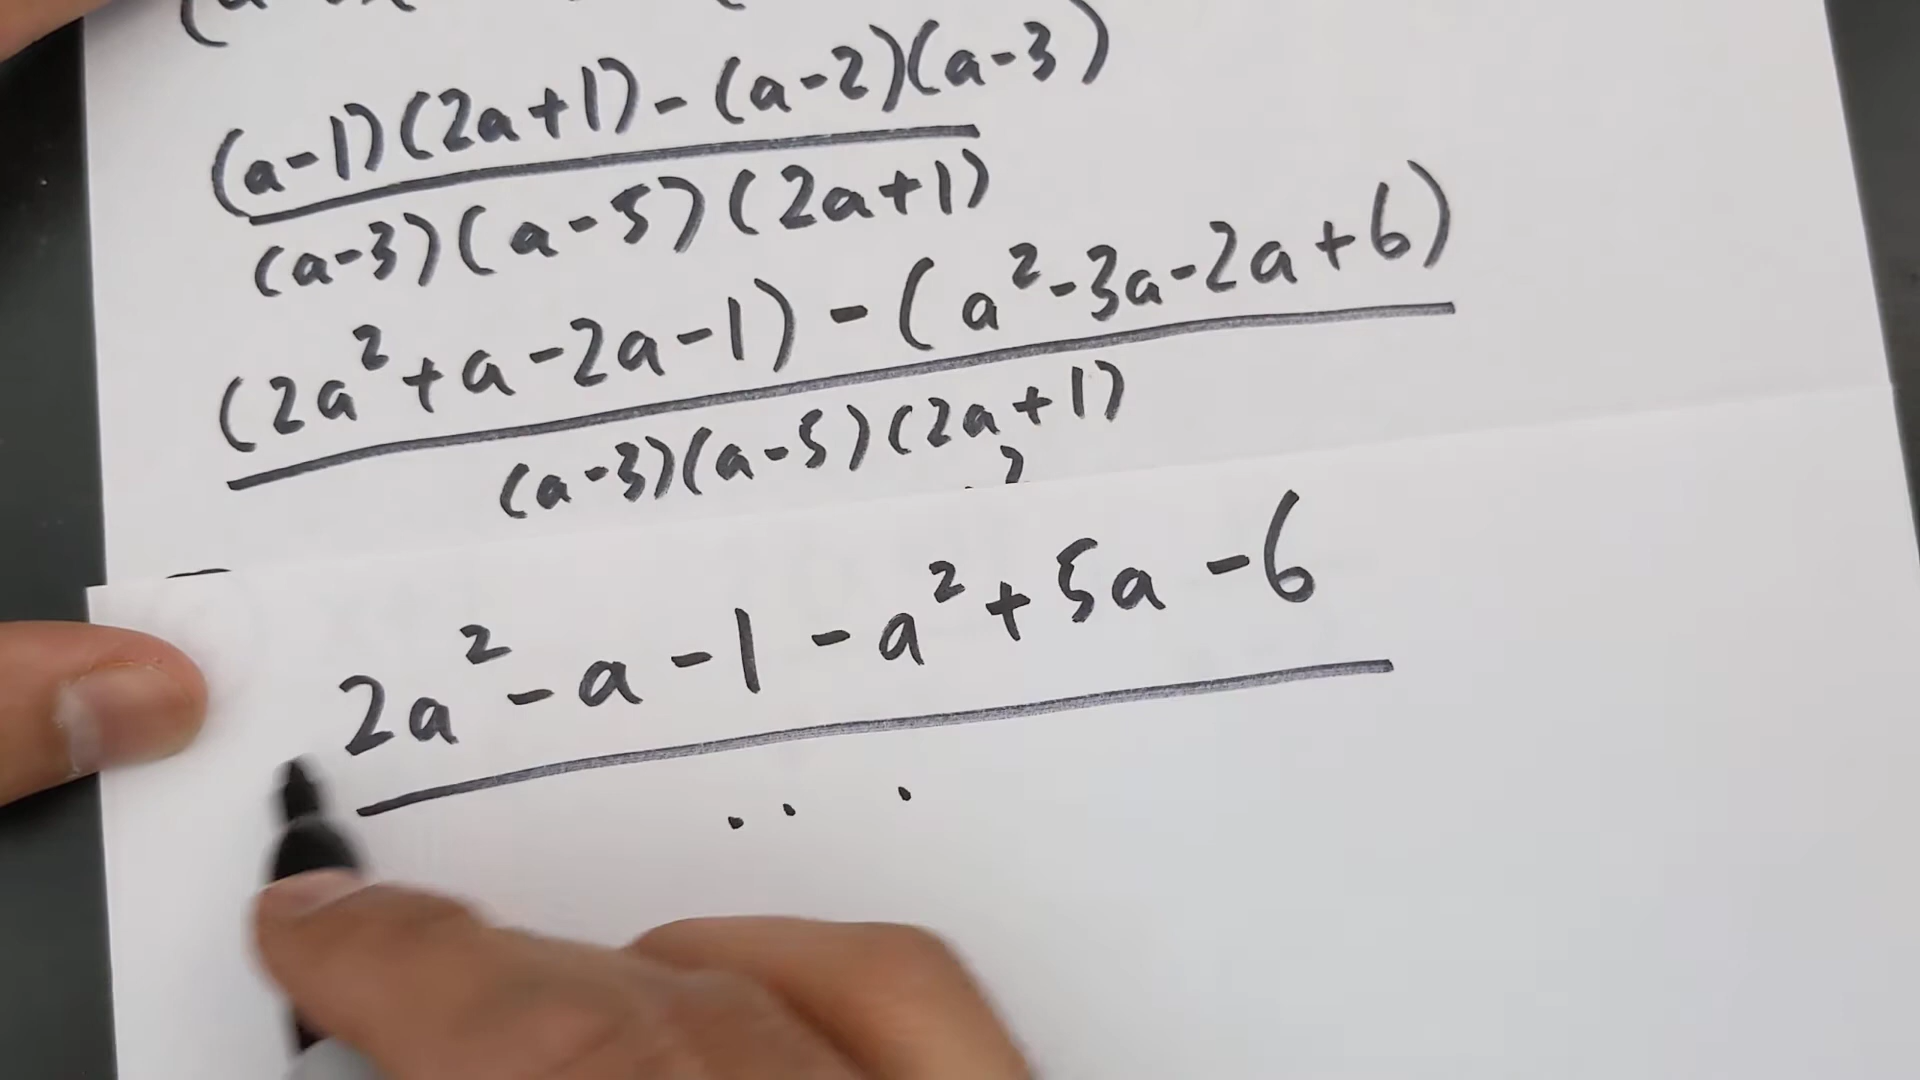 (a-1)(2a+1)-(a-2)(a-3)
(a-3)(a-5)(2a+1)
(2a²+a-2a-1)-(a²-3a-2a+6)
(a-3)(a-5)(2a+1)
2a²-a-1-a²+5a-6